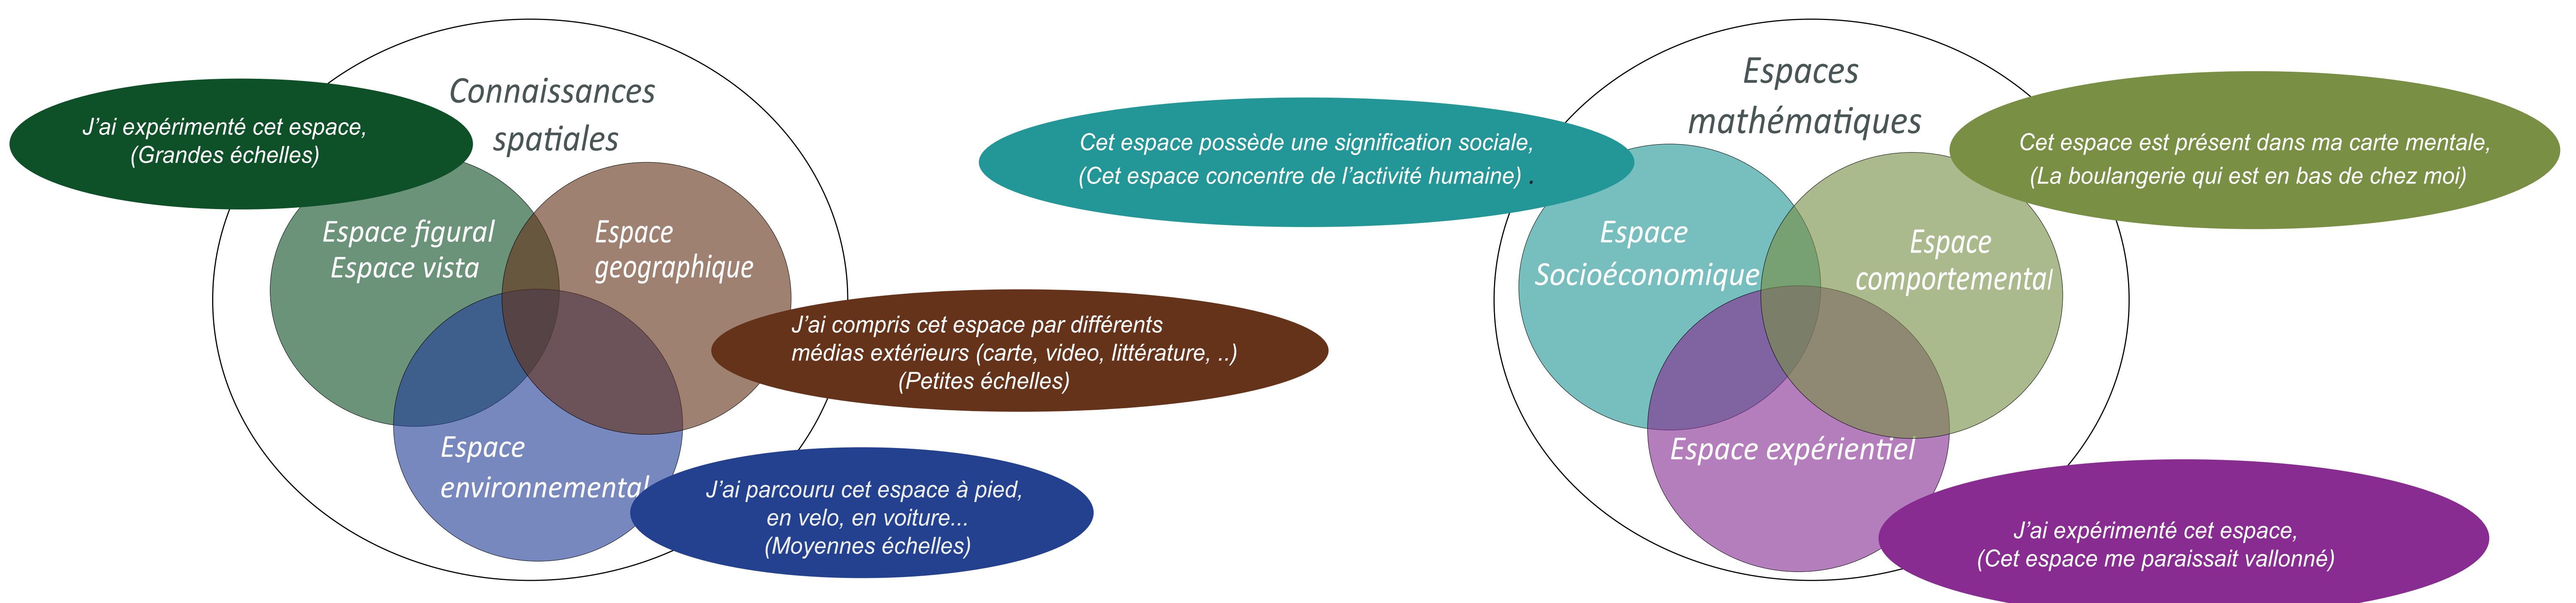 Connaissances
spatiales
J’ai expérimenté cet espace,
(Grandes échelles)
Espace figural
Espace vista
Espace
geographique
J’ai compris cet espace par différents
médias extérieurs (carte, video, littérature, ..)
(Petites échelles)
Espace
environnemental
J’ai parcouru cet espace à pied,
en velo, en voiture...
(Moyennes échelles)
Espaces
mathématiques
Cet espace possède une signification sociale,
(Cet espace concentre de l’activité humaine) .
Cet espace est présent dans ma carte mentale,
(La boulangerie qui est en bas de chez moi)
Espace
Socioéconomique
Espace
comportemental
Espace expérientiel
J’ai expérimenté cet espace,
(Cet espace me paraissait vallonné)